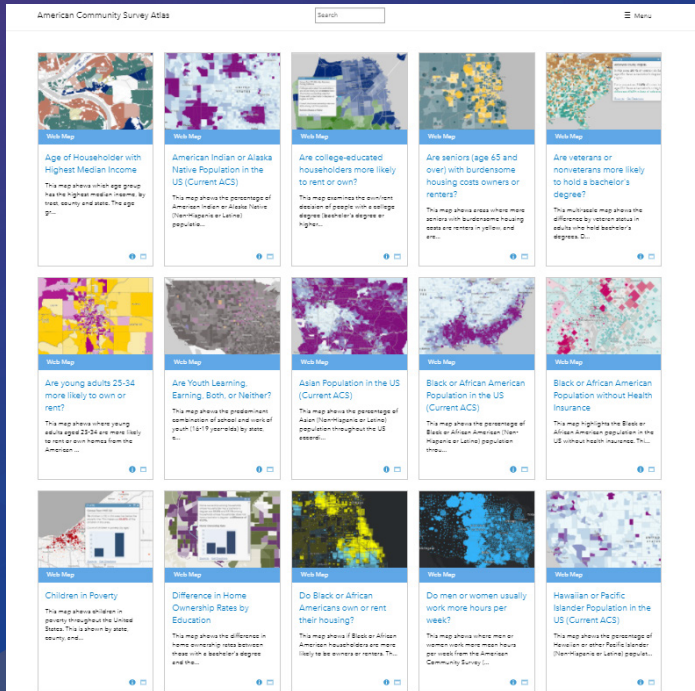 American Community Survey Atlas
Search
Menu
Web Map
Web Map
Web Map
Web Map
Web Map
Age of Householder with
Highest Median Income
This map shows which age group
has the highest median income, by
tract, county and state. The age
gr...
American Indian or Alaska
Native Population in the
US (Current ACS)
This map shows the percentage of
American Indian or Alaska Native
(Non-Hispanic or Latino)
populatio...
Are college-educated
householders more likely
to rent or own?
This map examines the own/rent
decision of people with a college
degree (bachelor's degree or
higher...
Are seniors (age 65 and
over) with burdensome
housing costs owners or
renters?
This map shows areas where more
seniors with burdensome housing
costs are renters in yellow, and
are...
Are veterans or
nonveterans more likely
to hold a bachelor's
degree?
This multiscale map shows the
difference by veteran status in
adults who hold bachelor's
degrees. D...
Web Map
Web Map
Web Map
Web Map
Web Map
Are young adults 25-34
more likely to own or
rent?
This map shows where young
adults aged 25-34 are more likely
to rent or own homes from the
American ...
Are Youth Learning,
Earning, Both, or Neither?
This map shows the predominant
combination of school and work of
youth (16-19 year-olds) by state,
c...
Asian Population in the US
(Current ACS)
This map shows the percentage of
Asian (Non-Hispanic or Latino)
population throughout the US
accordi...
Black or African American
Population in the US
(Current ACS)
This map shows the percentage of
Black or African American (Non-
Hispanic or Latino) population
throu...
Black or African American
Population without Health
Insurance
This map highlights the Black or
African American population in the
US without health insurance. Thi...
Web Map
Web Map
Web Map
Web Map
Web Map
Children in Poverty
This map shows children in
poverty throughout the United
States. This is shown by state,
county, and...
Difference in Home
Ownership Rates by
Education
This map shows the difference in
home ownership rates between
those with a bachelor's degree
and the...
Do Black or African
Americans own or rent
their housing?
This map shows if Black or African
American householders are more
likely to be owners or renters. Th...
Do men or women usually
work more hours per
week?
This map shows where men or
women work more mean hours
per week from the American
Community Survey (...
Hawaiian or Pacific
Islander Population in the
US (Current ACS)
This map shows the percentage of
Hawaiian or other Pacific Islander
(Non-Hispanic or Latino) populat...